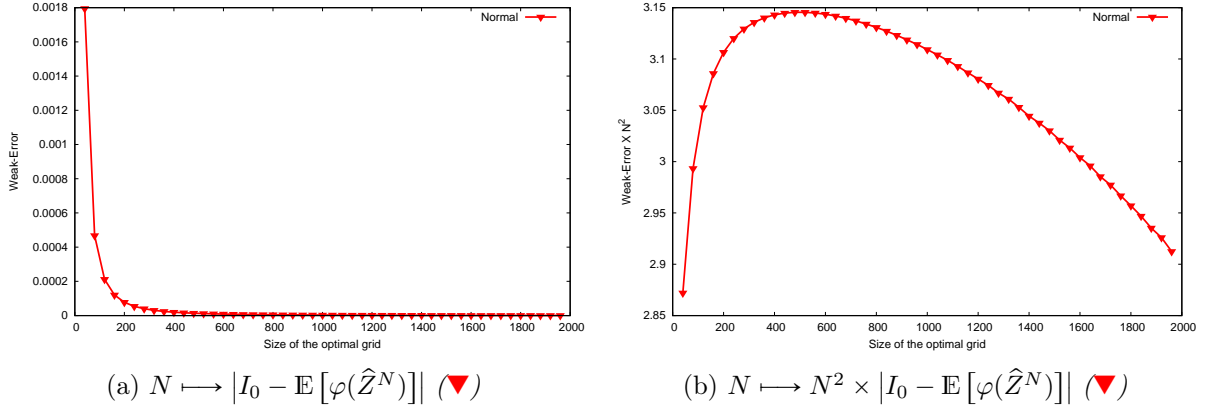 0.0018
0.0016
0.0014
0.0012
0.001
0.0008
0.0006
0.0004
0.0002
0
Weak-Error
Normal
0 200 400 600 800 1000 1200 1400 1600 1800 2000
Size of the optimal grid
(a) N ⟼ |I₀ − 𝔼[φ(Ẑᴺ)]| (▼)
3.15
3.1
3.05
3
2.95
2.9
2.85
Weak-Error X N²
Normal
0 200 400 600 800 1000 1200 1400 1600 1800 2000
Size of the optimal grid
(b) N ⟼ N² × |I₀ − 𝔼[φ(Ẑᴺ)]| (▼)